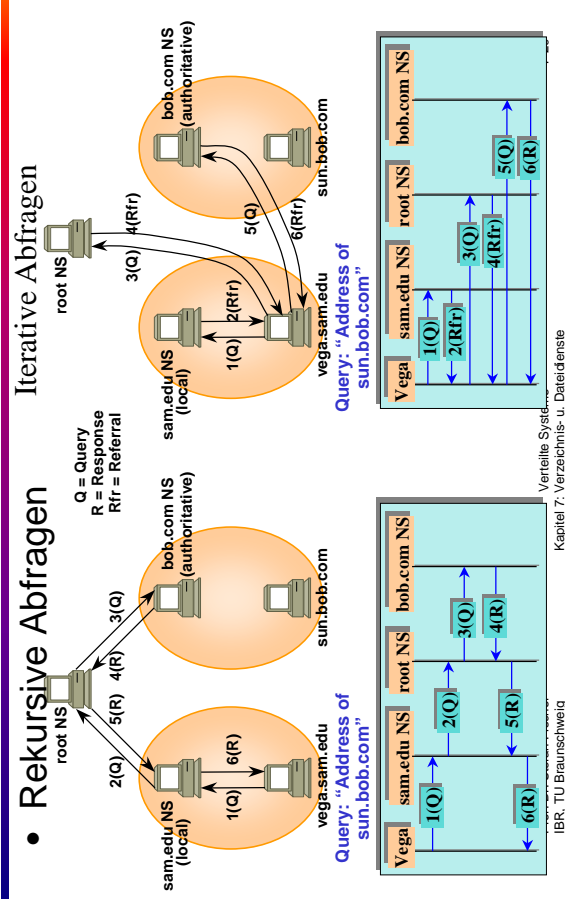 • Rekursive Abfragen
Q = Query
R = Response
Rfr = Referral
root NS
2(Q)
5(R)
4(R)
3(Q)
sam.edu NS
(local)
bob.com NS
(authoritative)
1(Q)
6(R)
vega.sam.edu
sun.bob.com
Query: “Address of
sun.bob.com”
Vega
sam.edu NS
root NS
bob.com NS
1(Q)
2(Q)
3(Q)
4(R)
5(R)
6(R)
Iterative Abfragen
root NS
3(Q)
4(Rfr)
sam.edu NS
(local)
bob.com NS
(authoritative)
1(Q)
2(Rfr)
5(Q)
6(Rfr)
vega.sam.edu
sun.bob.com
Query: “Address of
sun.bob.com”
Vega
sam.edu NS
root NS
bob.com NS
1(Q)
2(Rfr)
3(Q)
4(Rfr)
5(Q)
6(R)
IBR, TU Braunschweig
Verteilte
Kapitel 7: Verzeichnis- u. Dateidienste